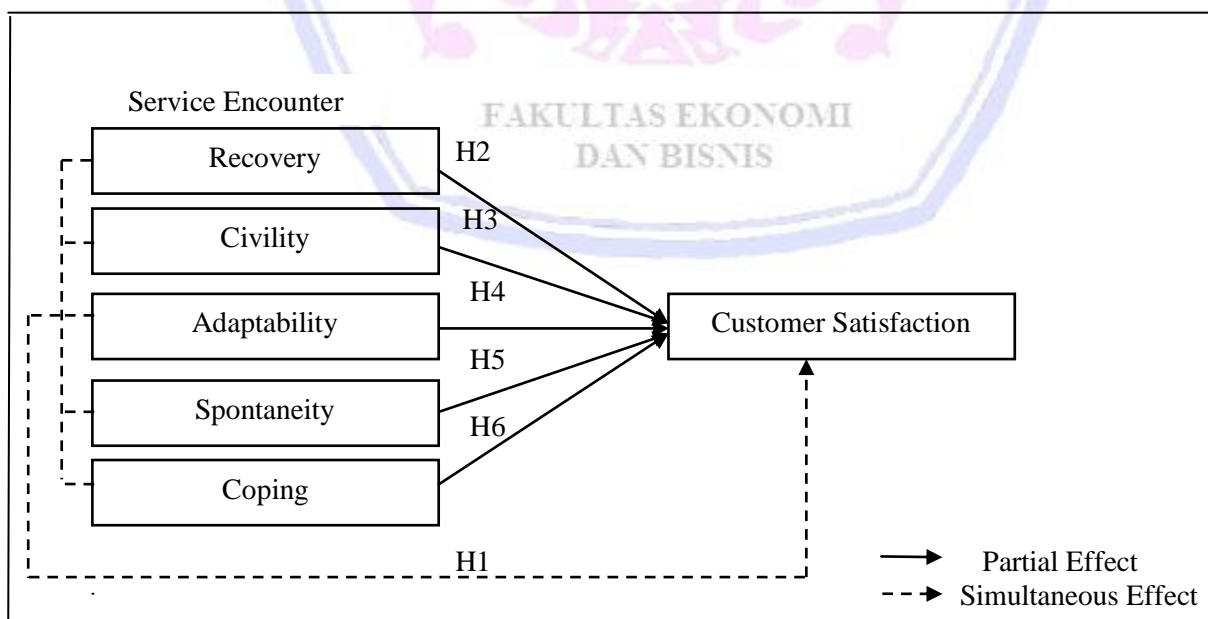 FAKULTAS EKONOMI
DAN BISNIS
Service Encounter
Recovery
Civility
Adaptability
Spontaneity
Coping
H2
H3
H4
H5
H6
Customer Satisfaction
H1
Partial Effect
Simultaneous Effect